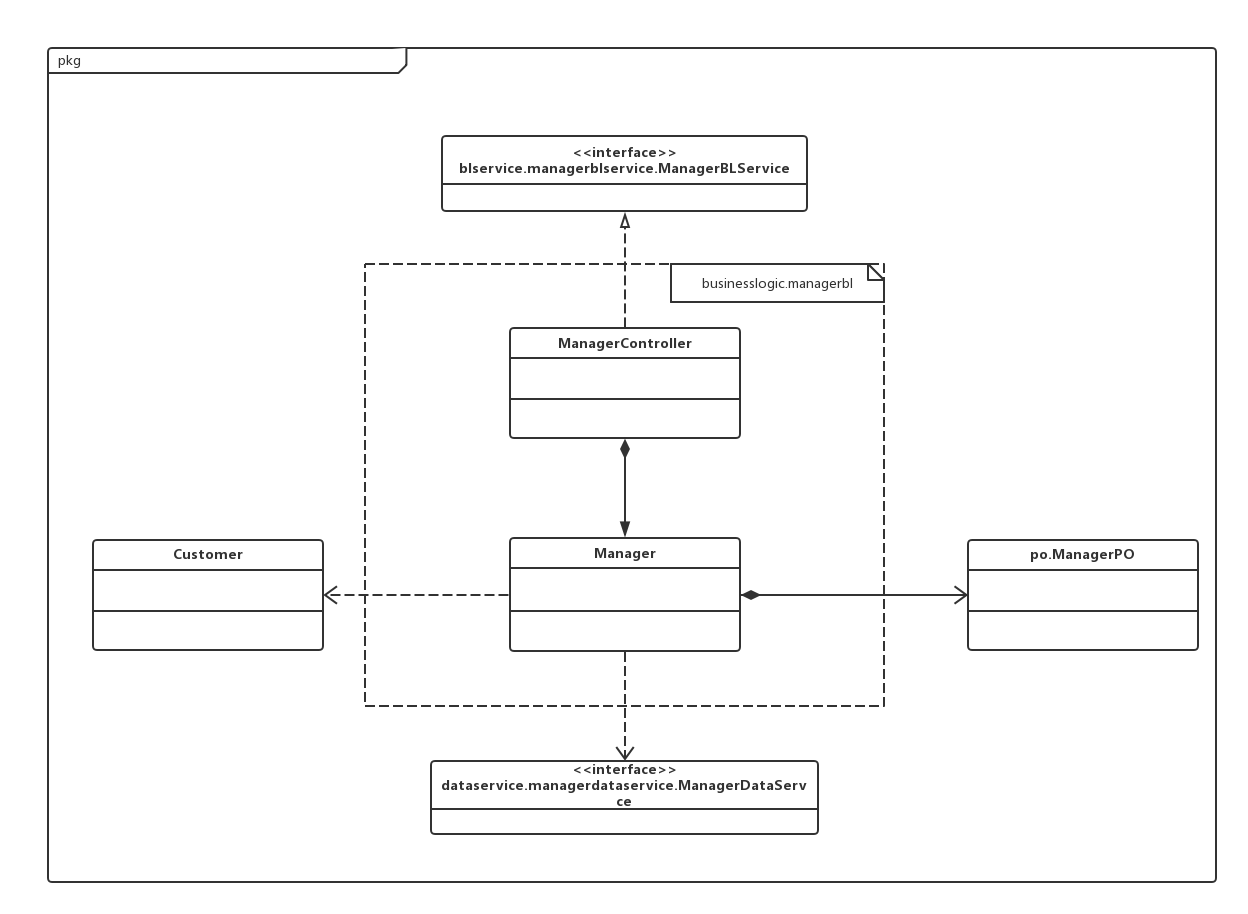 pkg
<<interface>>
blservice.managerblservice.ManagerBLService
businesslogic.managerbl
ManagerController
Customer
Manager
po.ManagerPO
<<interface>>
dataservice.managerdataservice.ManagerDataServ
ce